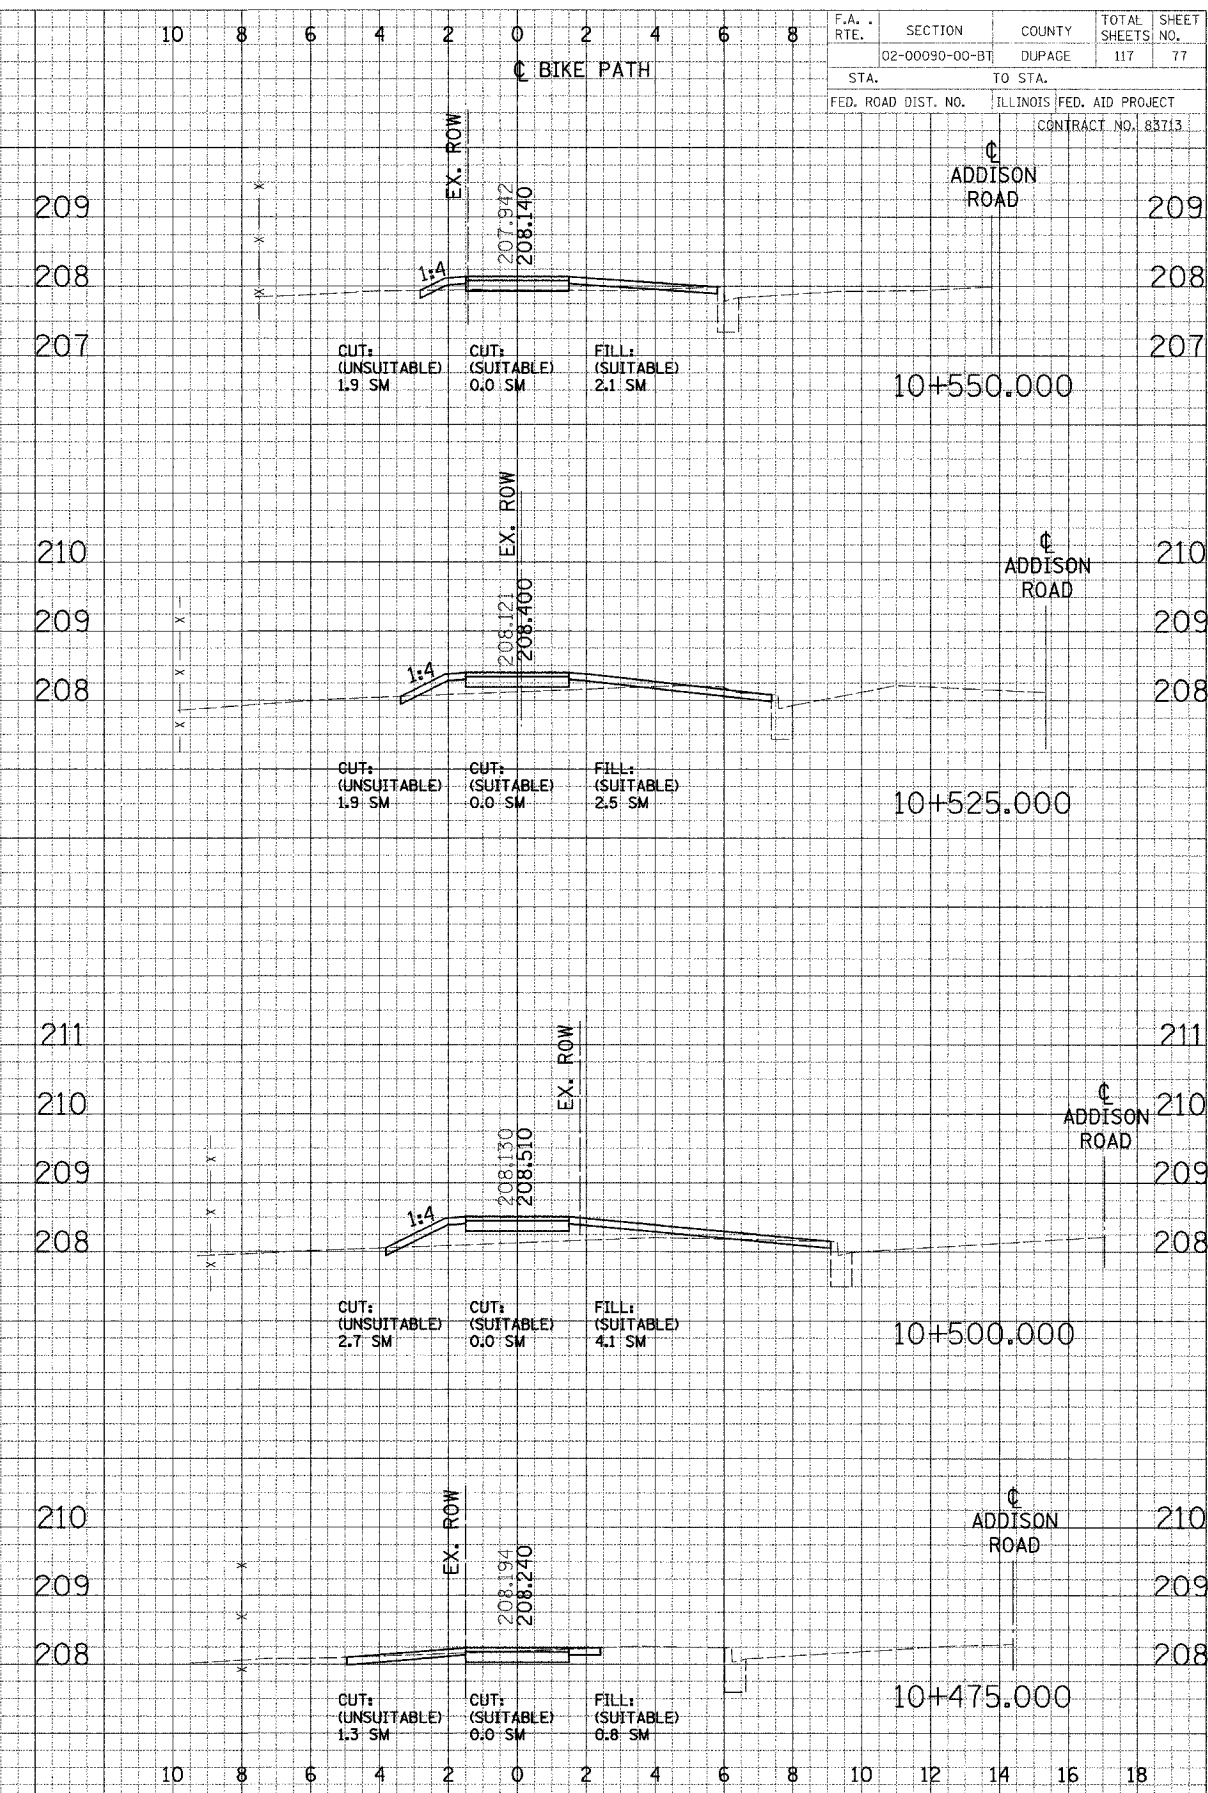 10 8 6 4 2 0 2 4 6 8
℄ BIKE PATH
F.A. . RTE. SECTION COUNTY TOTAL SHEETS SHEET NO.
02-00090-00-BT DUPAGE 117 77
STA. TO STA.
FED. ROAD DIST. NO. ILLINOIS FED. AID PROJECT
CONTRACT NO. 83713
EX. ROW
℄
ADDISON
ROAD
207.942
208.140
209 209
208 1:4 208
207 207
CUT: CUT: FILL:
(UNSUITABLE) (SUITABLE) (SUITABLE)
1.9 SM 0.0 SM 2.1 SM
10+550.000
EX. ROW
℄
ADDISON
ROAD
210 210
208.121
208.400
209 209
208 1:4 208
CUT: CUT: FILL:
(UNSUITABLE) (SUITABLE) (SUITABLE)
1.9 SM 0.0 SM 2.5 SM
10+525.000
211 211
EX. ROW
210 210
℄
ADDISON
ROAD
208.130
208.510
209 209
208 1:4 208
CUT: CUT: FILL:
(UNSUITABLE) (SUITABLE) (SUITABLE)
2.7 SM 0.0 SM 4.1 SM
10+500.000
EX. ROW
℄
ADDISON
ROAD
210 210
208.194
208.240
209 209
208 208
CUT: CUT: FILL:
(UNSUITABLE) (SUITABLE) (SUITABLE)
1.3 SM 0.0 SM 0.8 SM
10+475.000
10 8 6 4 2 0 2 4 6 8 10 12 14 16 18